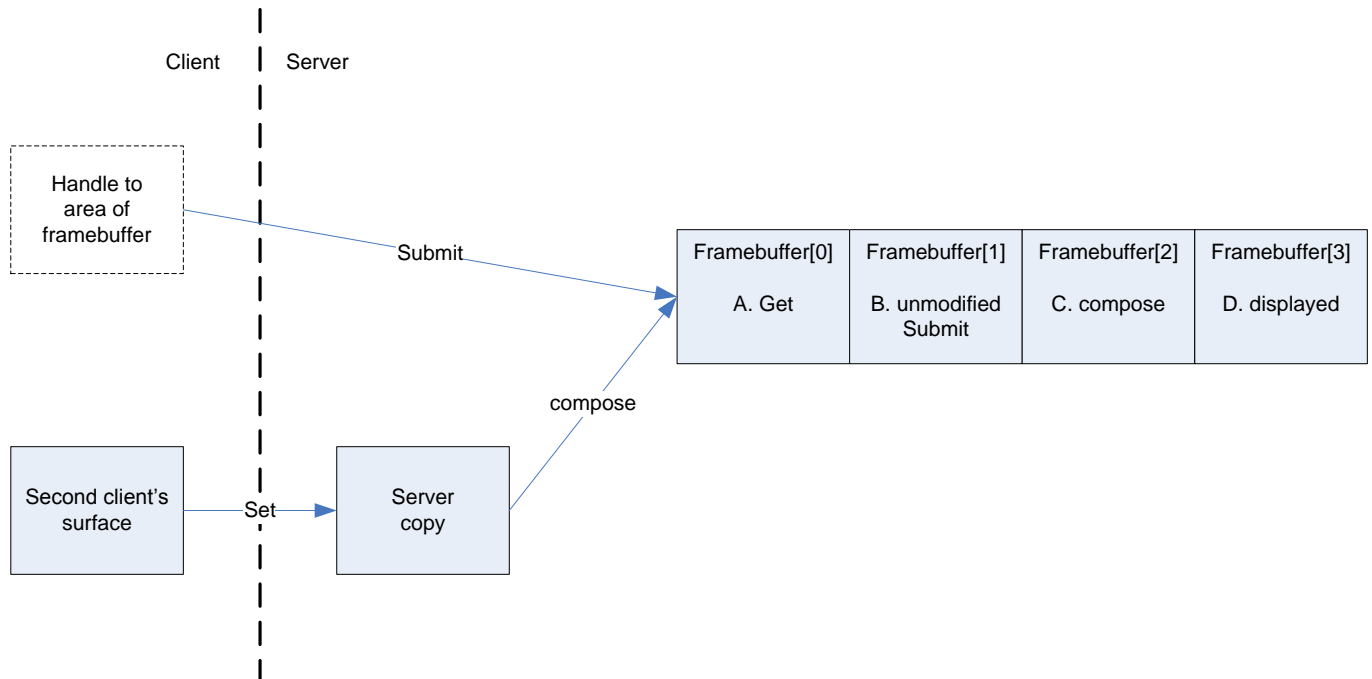 Client
Server
Handle to
area of
framebuffer
Submit
Framebuffer[0]
A. Get
Framebuffer[1]
B. unmodified
Submit
Framebuffer[2]
C. compose
Framebuffer[3]
D. displayed
compose
Second client's
surface
Set
Server
copy